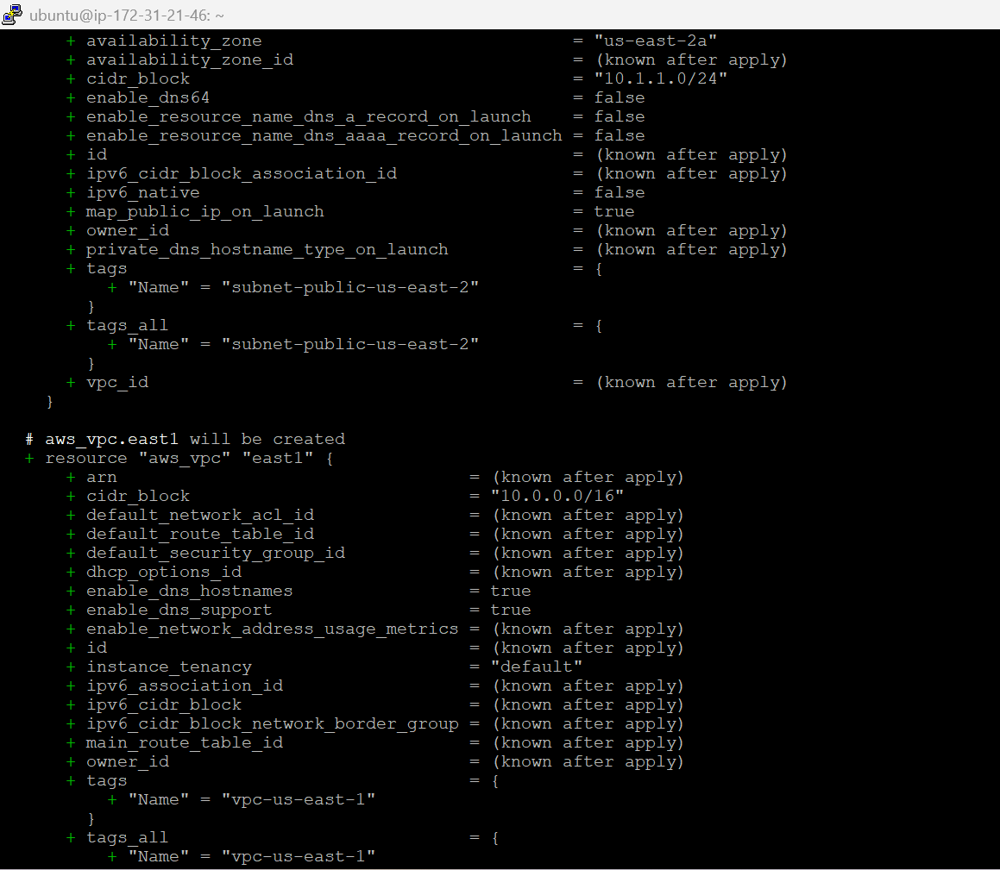 ubuntu@ip-172-31-21-46: ~
+ availability_zone = "us-east-2a"
+ availability_zone_id = (known after apply)
+ cidr_block = "10.1.1.0/24"
+ enable_dns64 = false
+ enable_resource_name_dns_a_record_on_launch = false
+ enable_resource_name_dns_aaaa_record_on_launch = false
+ id = (known after apply)
+ ipv6_cidr_block_association_id = (known after apply)
+ ipv6_native = false
+ map_public_ip_on_launch = true
+ owner_id = (known after apply)
+ private_dns_hostname_type_on_launch = (known after apply)
+ tags = {
+ "Name" = "subnet-public-us-east-2"
}
+ tags_all = {
+ "Name" = "subnet-public-us-east-2"
}
+ vpc_id = (known after apply)
}
# aws_vpc.east1 will be created
+ resource "aws_vpc" "east1" {
+ arn = (known after apply)
+ cidr_block = "10.0.0.0/16"
+ default_network_acl_id = (known after apply)
+ default_route_table_id = (known after apply)
+ default_security_group_id = (known after apply)
+ dhcp_options_id = (known after apply)
+ enable_dns_hostnames = true
+ enable_dns_support = true
+ enable_network_address_usage_metrics = (known after apply)
+ id = (known after apply)
+ instance_tenancy = "default"
+ ipv6_association_id = (known after apply)
+ ipv6_cidr_block = (known after apply)
+ ipv6_cidr_block_network_border_group = (known after apply)
+ main_route_table_id = (known after apply)
+ owner_id = (known after apply)
+ tags = {
+ "Name" = "vpc-us-east-1"
}
+ tags_all = {
+ "Name" = "vpc-us-east-1"